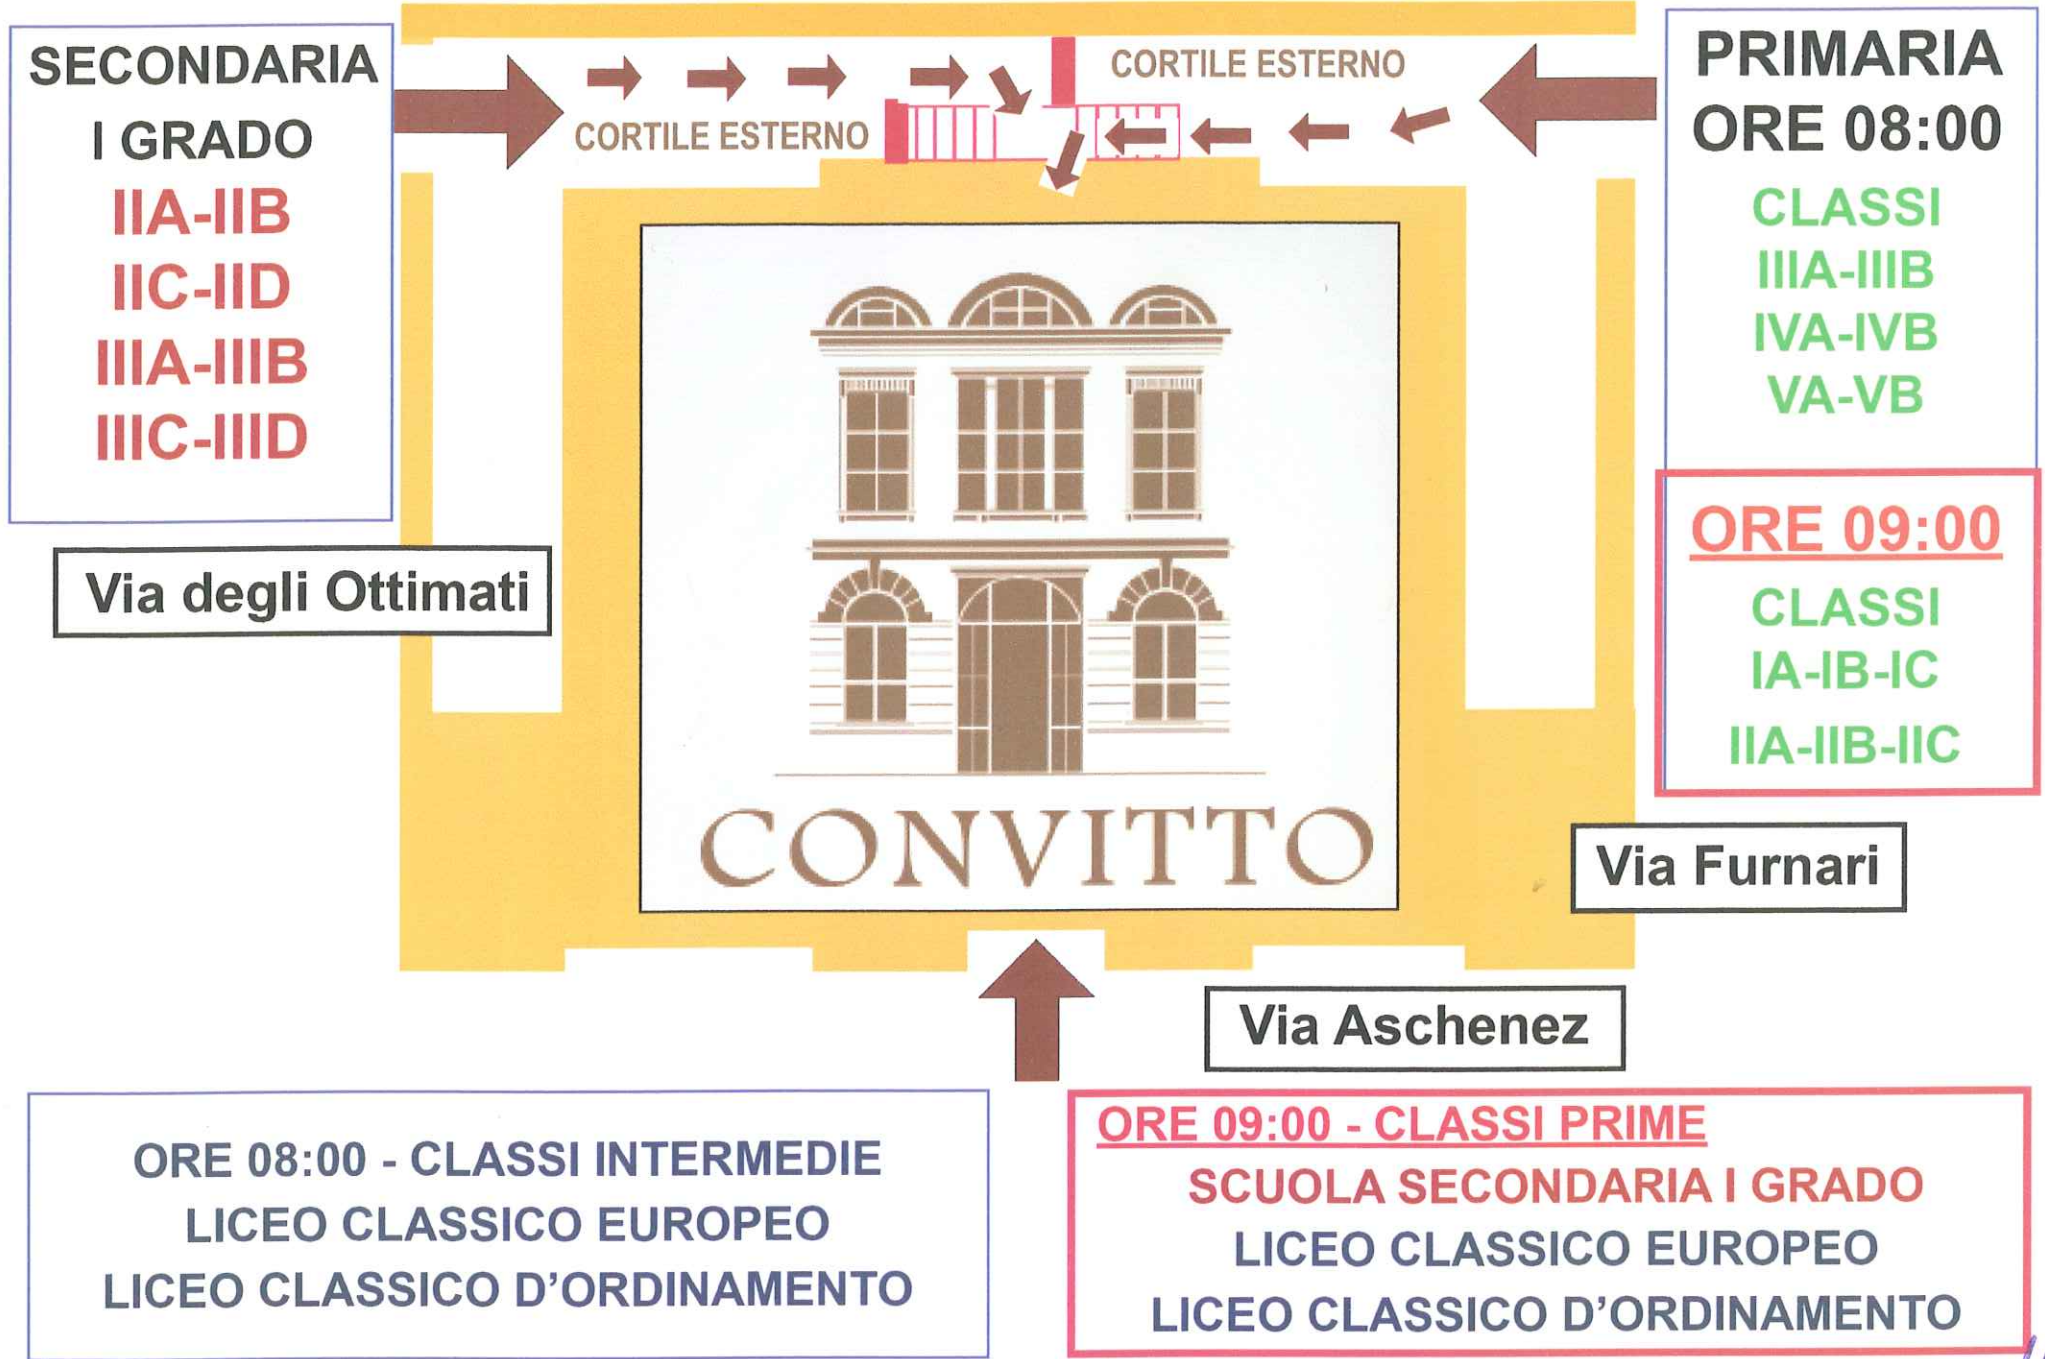 SECONDARIA
I GRADO
IIA-IIB
IIC-IID
IIIA-IIIB
IIIC-IIID
Via degli Ottimati
CORTILE ESTERNO
CORTILE ESTERNO
PRIMARIA
ORE 08:00
CLASSI
IIIA-IIIB
IVA-IVB
VA-VB
ORE 09:00
CLASSI
IA-IB-IC
IIA-IIB-IIC
Via Furnari
CONVITTO
Via Aschenez
ORE 08:00 - CLASSI INTERMEDIE
LICEO CLASSICO EUROPEO
LICEO CLASSICO D'ORDINAMENTO
ORE 09:00 - CLASSI PRIME
SCUOLA SECONDARIA I GRADO
LICEO CLASSICO EUROPEO
LICEO CLASSICO D'ORDINAMENTO